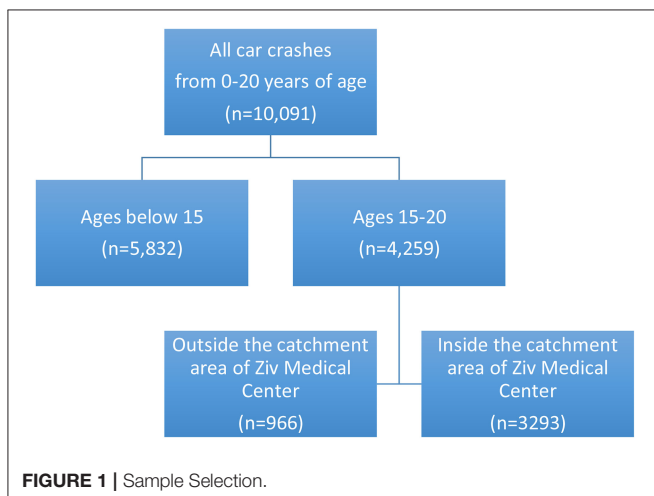 All car crashes
from 0-20 years of age
(n=10,091)
Ages below 15
(n=5,832)
Ages 15-20
(n=4,259)
Outside the catchment
area of Ziv Medical
Center
(n=966)
Inside the catchment
area of Ziv Medical
Center
(n=3293)
FIGURE 1 | Sample Selection.